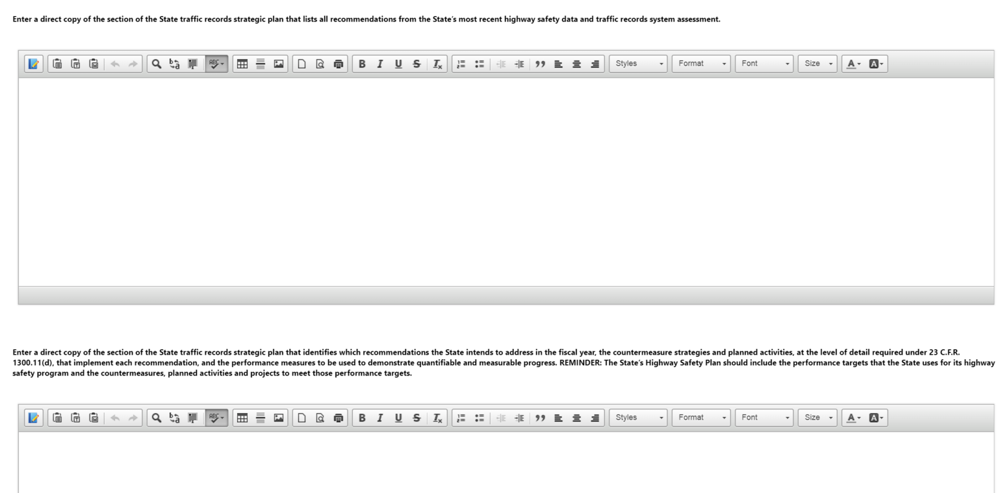 Enter a direct copy of the section of the State traffic records strategic plan that lists all recommendations from the State's most recent highway safety data and traffic records system assessment.
Styles Format Font Size
Enter a direct copy of the section of the State traffic records strategic plan that identifies which recommendations the State intends to address in the fiscal year, the countermeasure strategies and planned activities, at the level of detail required under 23 C.F.R.
1300.11(d), that implement each recommendation, and the performance measures to be used to demonstrate quantifiable and measurable progress. REMINDER: The State's Highway Safety Plan should include the performance targets that the State uses for its highway
safety program and the countermeasures, planned activities and projects to meet those performance targets.
Styles Format Font Size